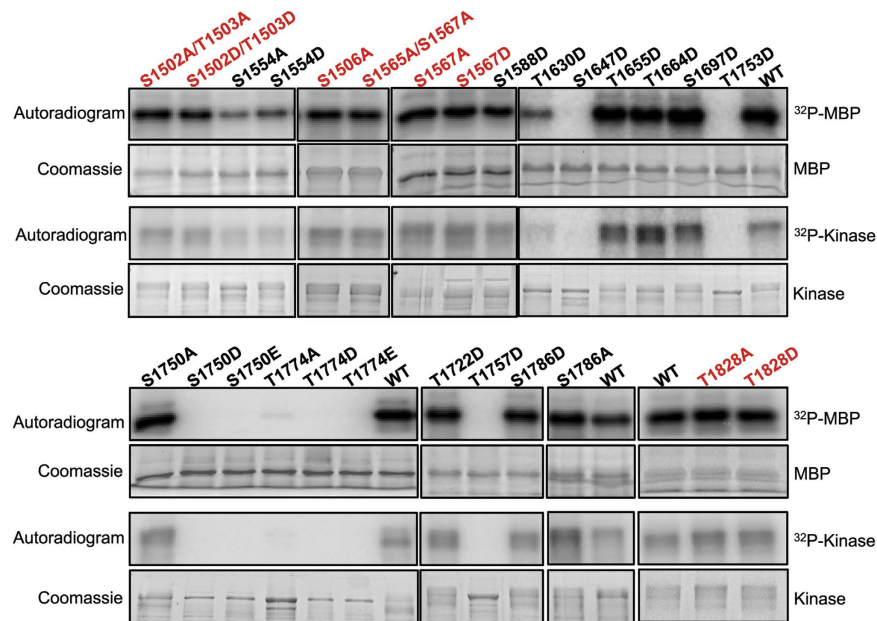 S1502A/T1503A S1502D/T1503D S1554A S1554D S1506A S1565A/S1567A S1567A S1567D S1588D T1630D S1647D T1655D T1664D S1697D T1753D WT
Autoradiogram ³²P-MBP
Coomassie MBP
Autoradiogram ³²P-Kinase
Coomassie Kinase
S1750A S1750D S1750E T1774A T1774D T1774E WT T1722D T1757D S1786D S1786A WT WT T1828A T1828D
Autoradiogram ³²P-MBP
Coomassie MBP
Autoradiogram ³²P-Kinase
Coomassie Kinase